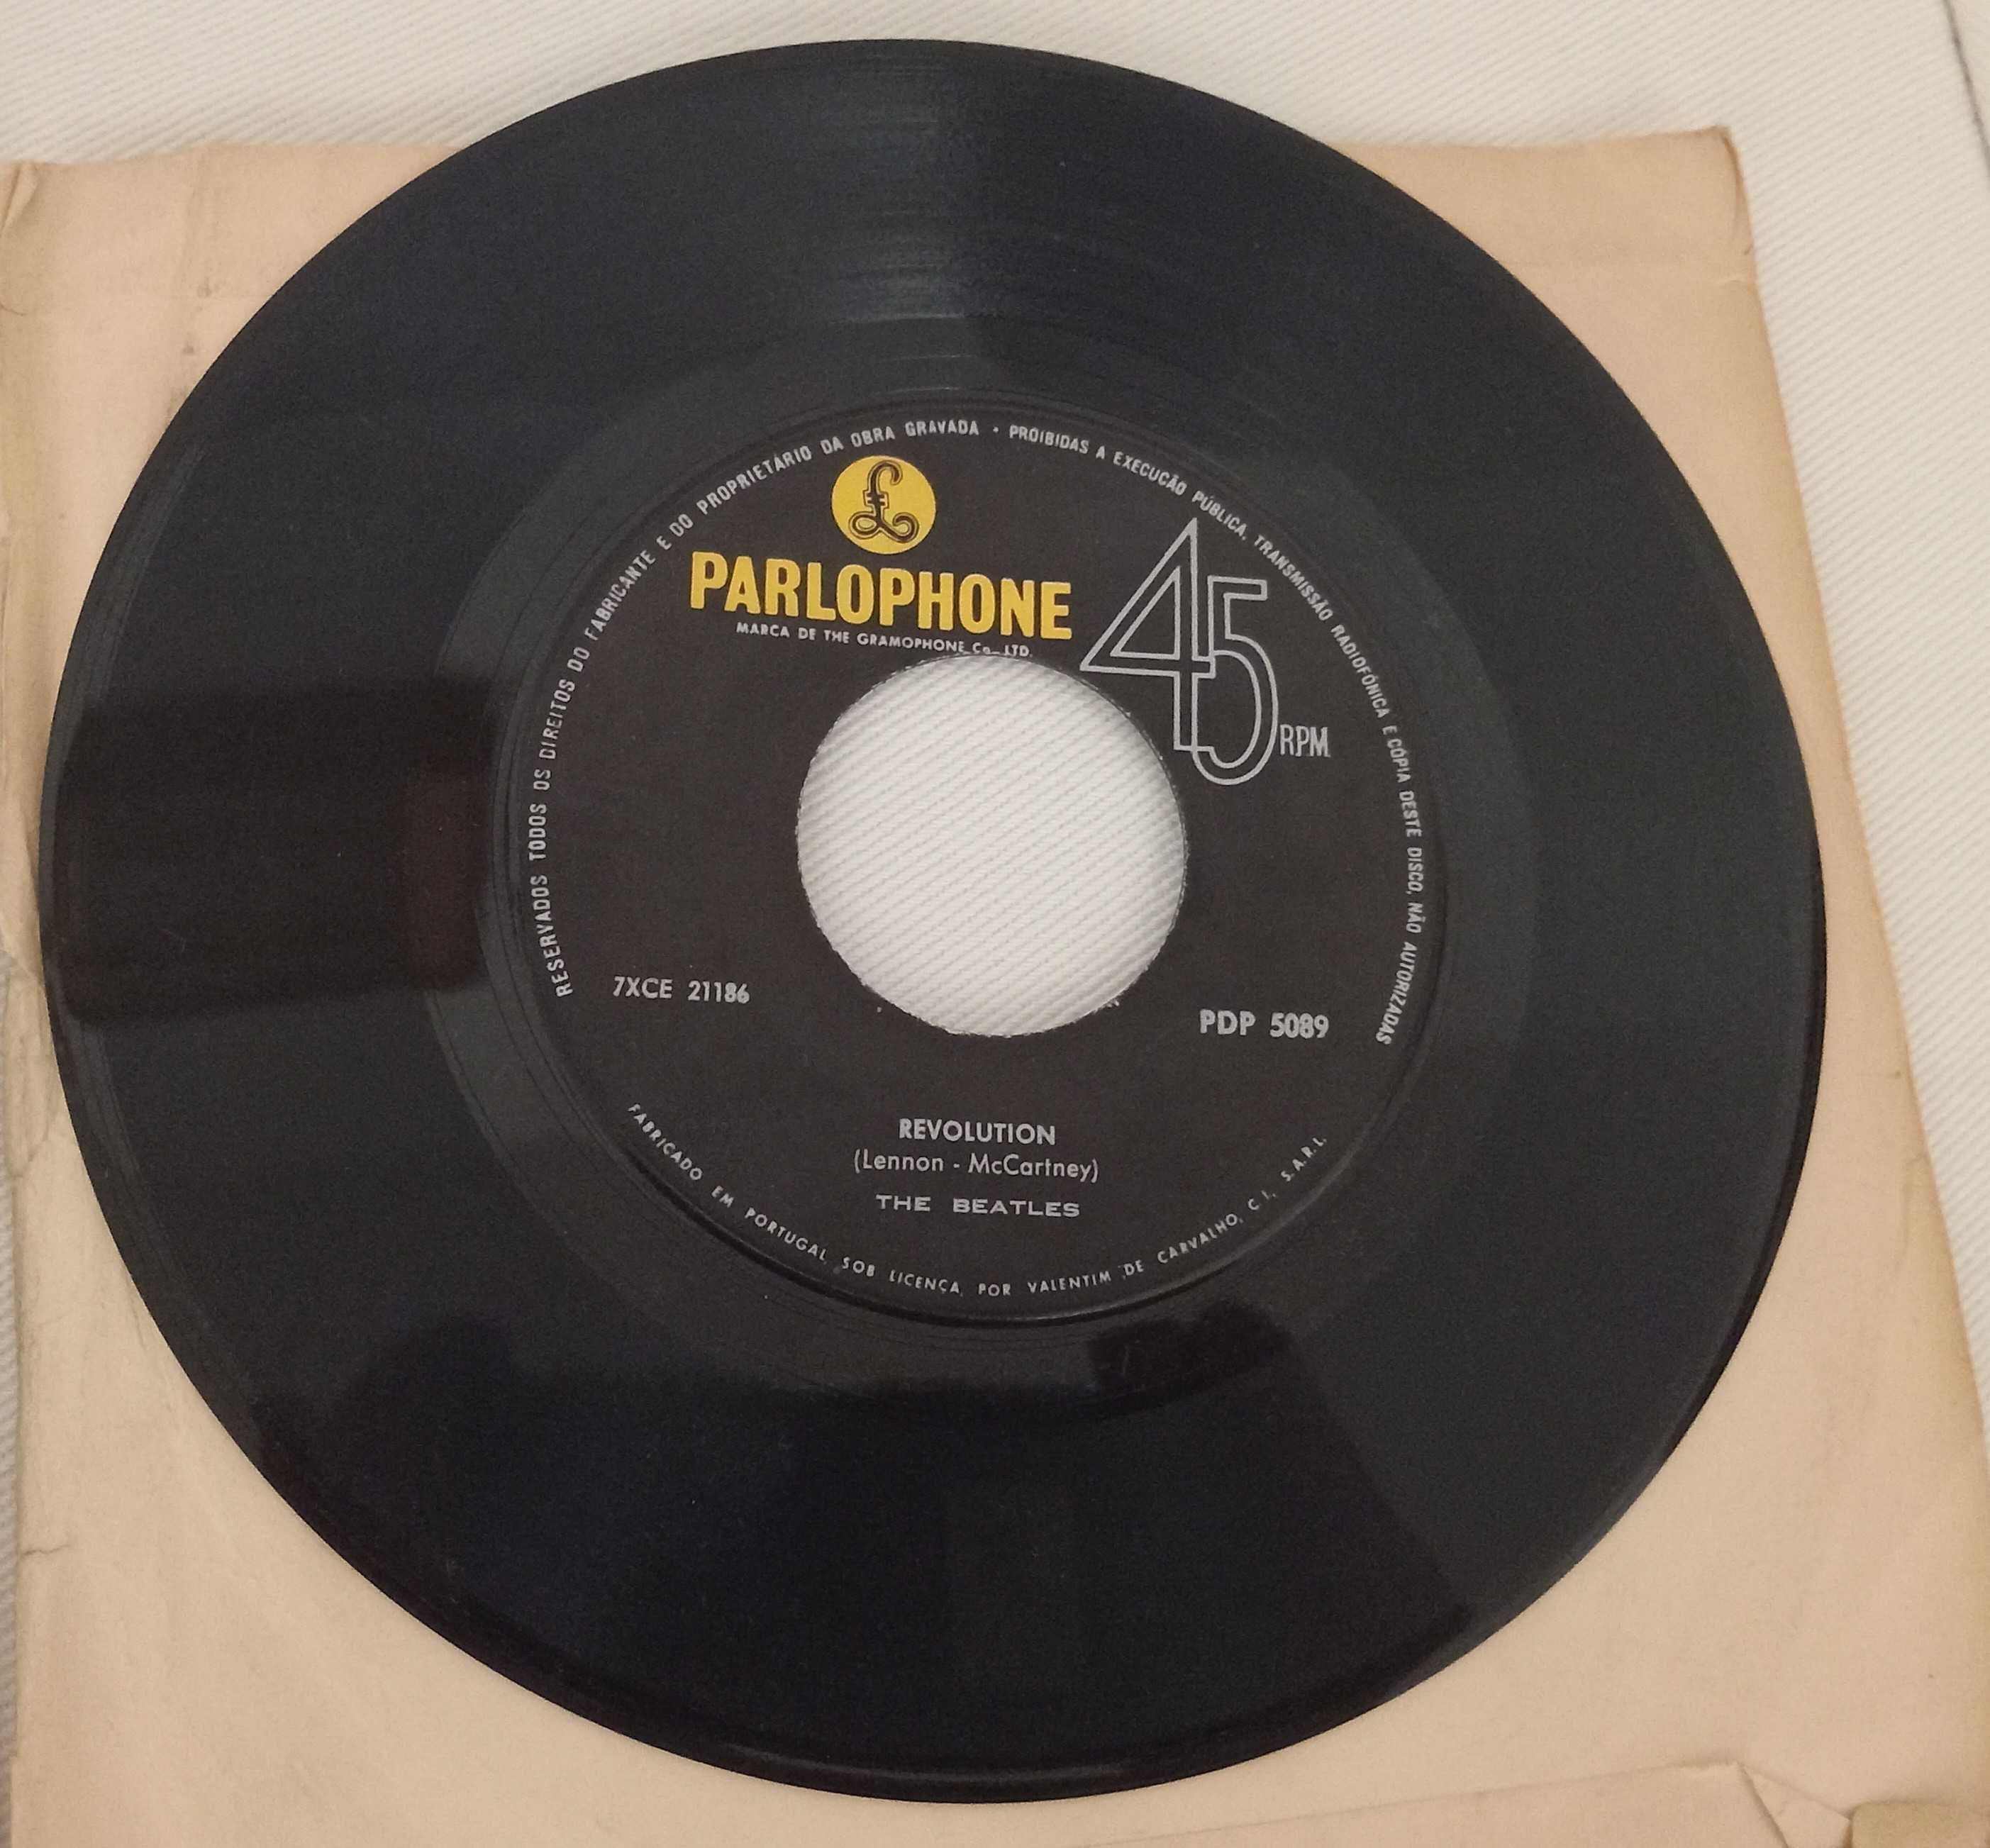 RESERVADOS TODOS OS DIREITOS DO FABRICANTE E DO PROPRIETÁRIO DA OBRA GRAVADA · PROIBIDAS A EXECUÇÃO PÚBLICA, TRANSMISSÃO RADIOFÓNICA E CÓPIA DESTE DISCO, NÃO AUTORIZADAS
£
PARLOPHONE
MARCA DE THE GRAMOPHONE Co. LTD.
45 RPM
7XCE 21186
PDP 5089
REVOLUTION
(Lennon - McCartney)
THE BEATLES
FABRICADO EM PORTUGAL, SOB LICENÇA, POR VALENTIM DE CARVALHO, C I, S.A.R.L.